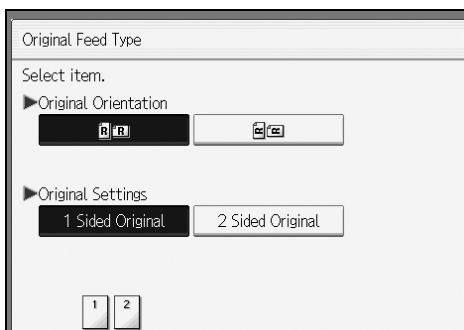 Original Feed Type
Select item.
▶Original Orientation
R R R R
▶Original Settings
1 Sided Original 2 Sided Original
1 2